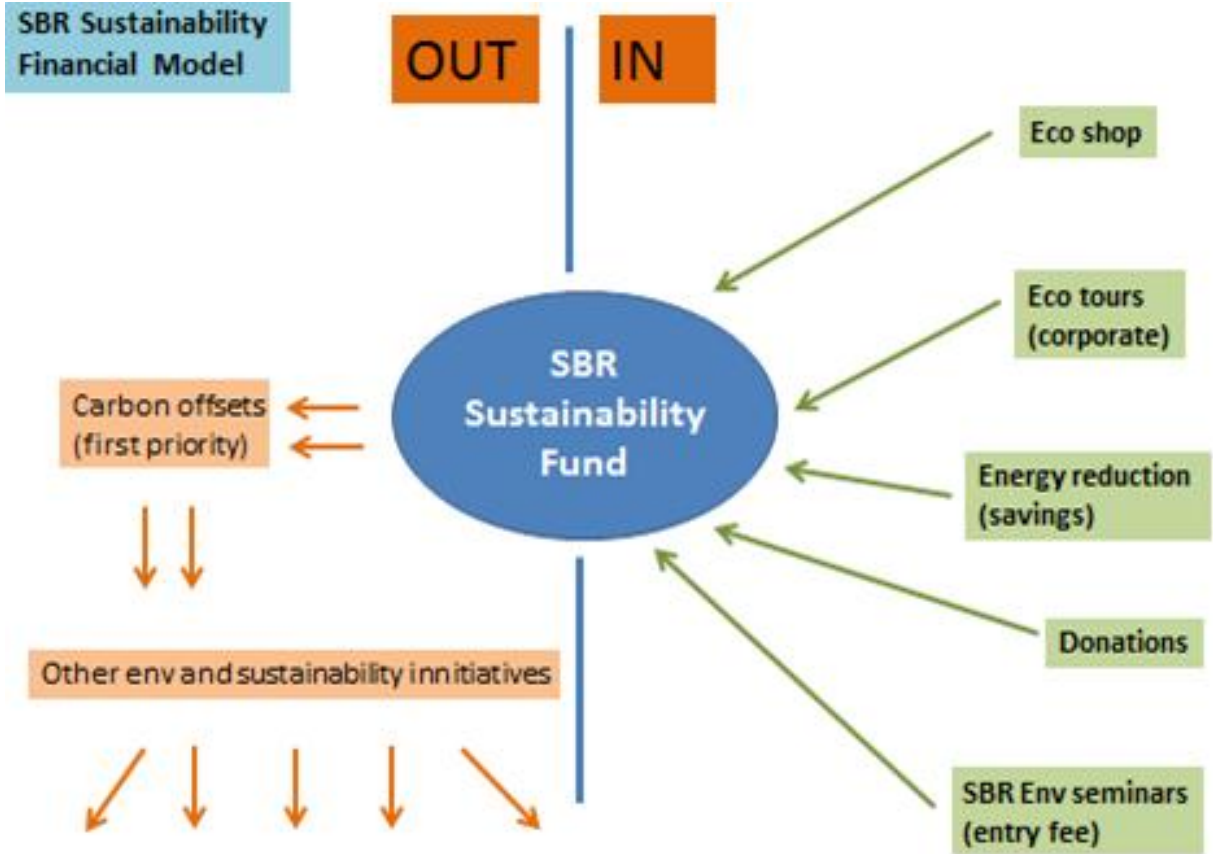 SBR Sustainability
Financial Model
OUT
IN
Eco shop
Eco tours
(corporate)
SBR
Sustainability
Fund
Carbon offsets
(first priority)
Energy reduction
(savings)
Donations
Other env and sustainability innitiatives
SBR Env seminars
(entry fee)